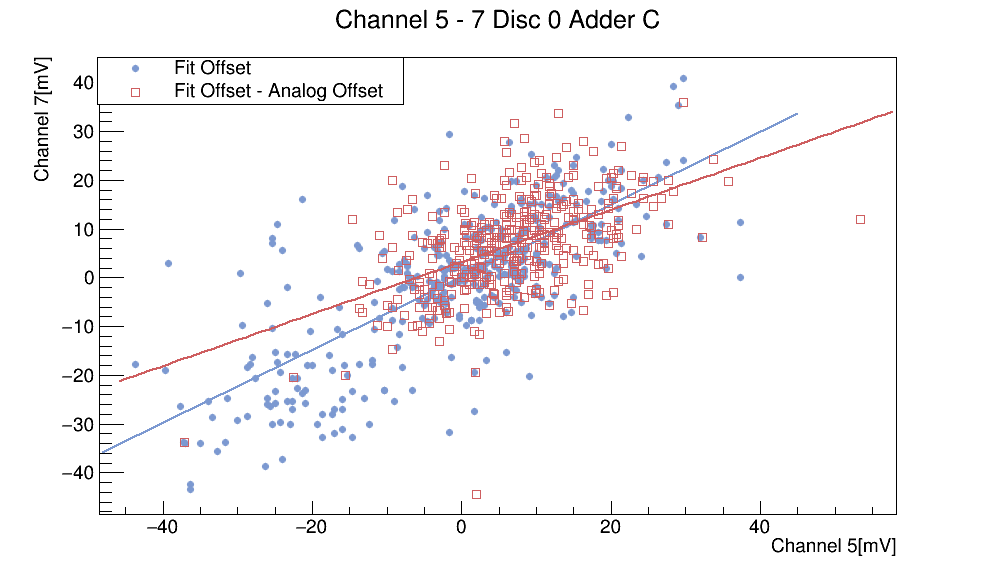 Channel 5 - 7 Disc 0 Adder C
Channel 7[mV]
Fit Offset
Fit Offset - Analog Offset
40
30
20
10
0
−10
−20
−30
−40
−40 −20 0 20 40
Channel 5[mV]